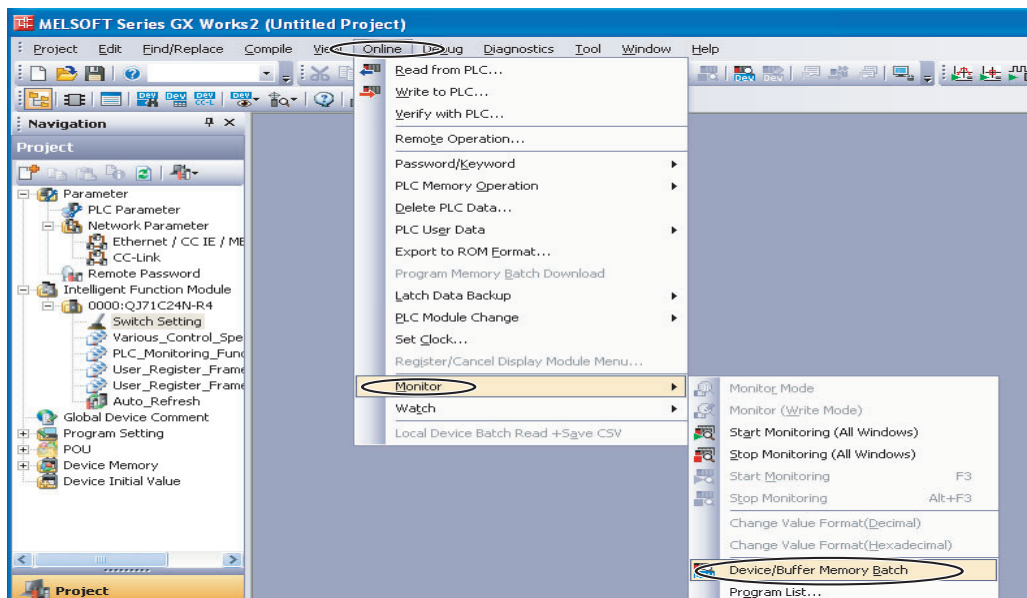 MELSOFT Series GX Works2 (Untitled Project)
Project Edit Find/Replace Compile View Online Debug Diagnostics Tool Window Help
Navigation
Project
Parameter
PLC Parameter
Network Parameter
Ethernet / CC IE / ME
CC-Link
Remote Password
Intelligent Function Module
0000:QJ71C24N-R4
Switch Setting
Various_Control_Spe
PLC_Monitoring_Func
User_Register_Frame
User_Register_Frame
Auto_Refresh
Global Device Comment
Program Setting
POU
Device Memory
Device Initial Value
Project
Read from PLC...
Write to PLC...
Verify with PLC...
Remote Operation...
Password/Keyword
PLC Memory Operation
Delete PLC Data...
PLC User Data
Export to ROM Format...
Program Memory Batch Download
Latch Data Backup
PLC Module Change
Set Clock...
Register/Cancel Display Module Menu...
Monitor
Watch
Local Device Batch Read +Save CSV
Monitor Mode
Monitor (Write Mode)
Start Monitoring (All Windows)
Stop Monitoring (All Windows)
Start Monitoring F3
Stop Monitoring Alt+F3
Change Value Format(Decimal)
Change Value Format(Hexadecimal)
Device/Buffer Memory Batch
Program List...